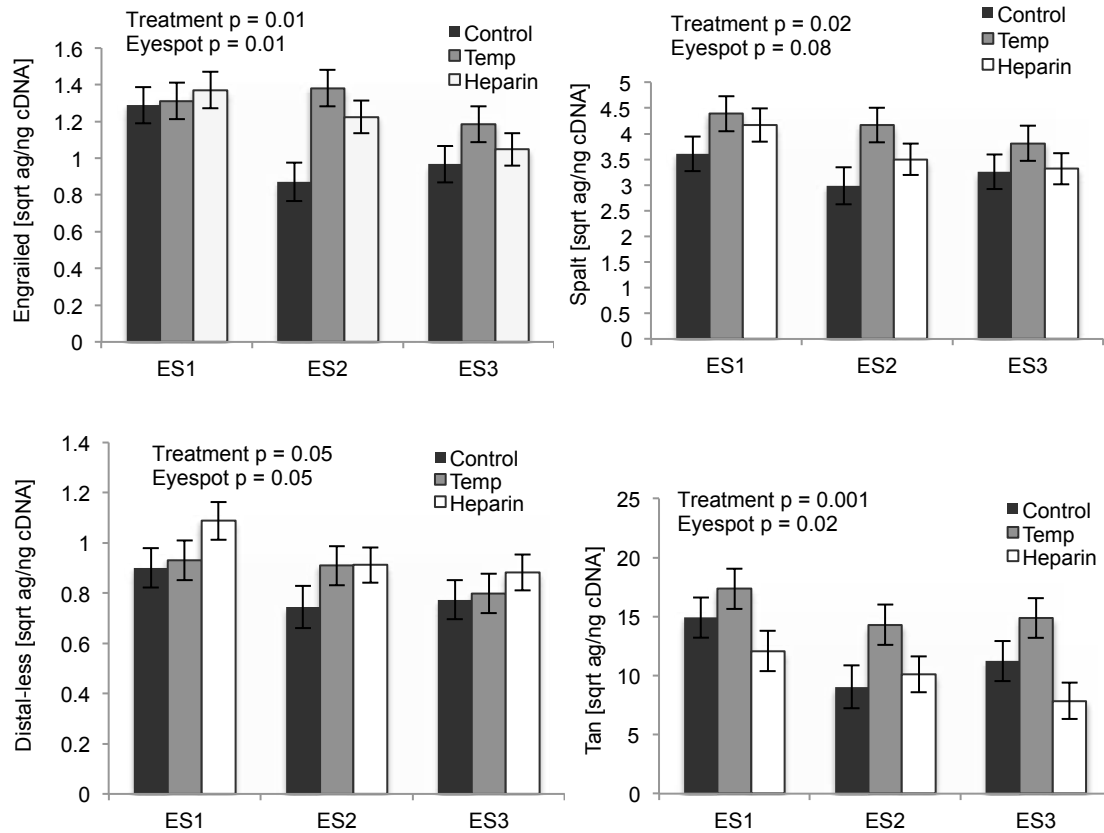 Treatment p = 0.01
Eyespot p = 0.01
Control
Temp
Heparin
Engrailed [sqrt ag/ng cDNA]
1.6
1.4
1.2
1
0.8
0.6
0.4
0.2
0
ES1 ES2 ES3
Treatment p = 0.02
Eyespot p = 0.08
Control
Temp
Heparin
Spalt [sqrt ag/ng cDNA]
5
4.5
4
3.5
3
2.5
2
1.5
1
0.5
0
ES1 ES2 ES3
Treatment p = 0.05
Eyespot p = 0.05
Control
Temp
Heparin
Distal-less [sqrt ag/ng cDNA]
1.4
1.2
1
0.8
0.6
0.4
0.2
0
ES1 ES2 ES3
Treatment p = 0.001
Eyespot p = 0.02
Control
Temp
Heparin
Tan [sqrt ag/ng cDNA]
25
20
15
10
5
0
ES1 ES2 ES3